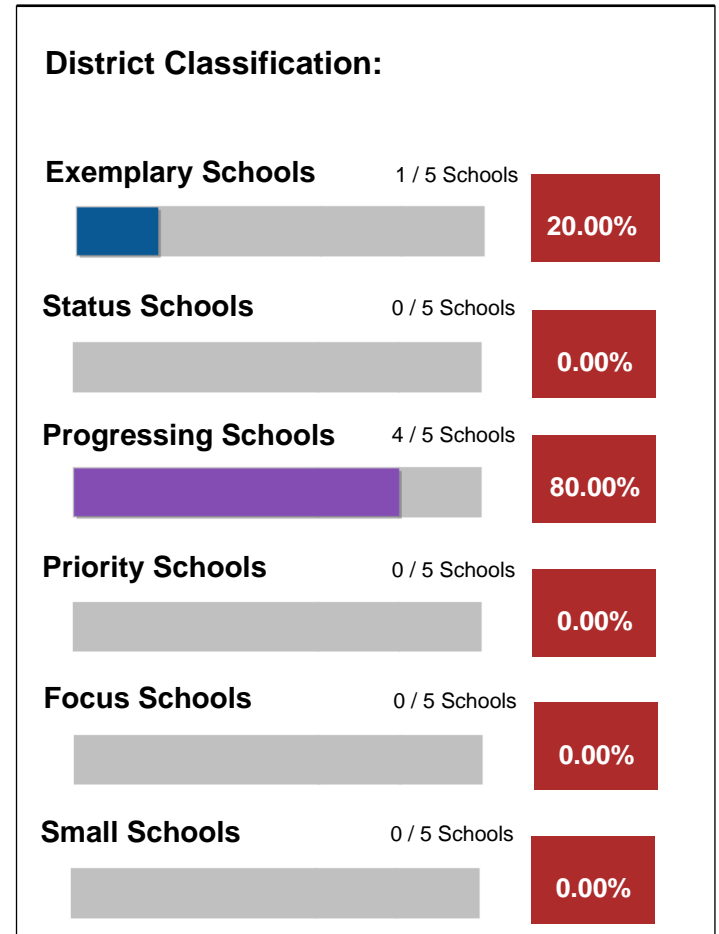 District Classification:
Exemplary Schools 1 / 5 Schools
20.00%
Status Schools 0 / 5 Schools
0.00%
Progressing Schools 4 / 5 Schools
80.00%
Priority Schools 0 / 5 Schools
0.00%
Focus Schools 0 / 5 Schools
0.00%
Small Schools 0 / 5 Schools
0.00%